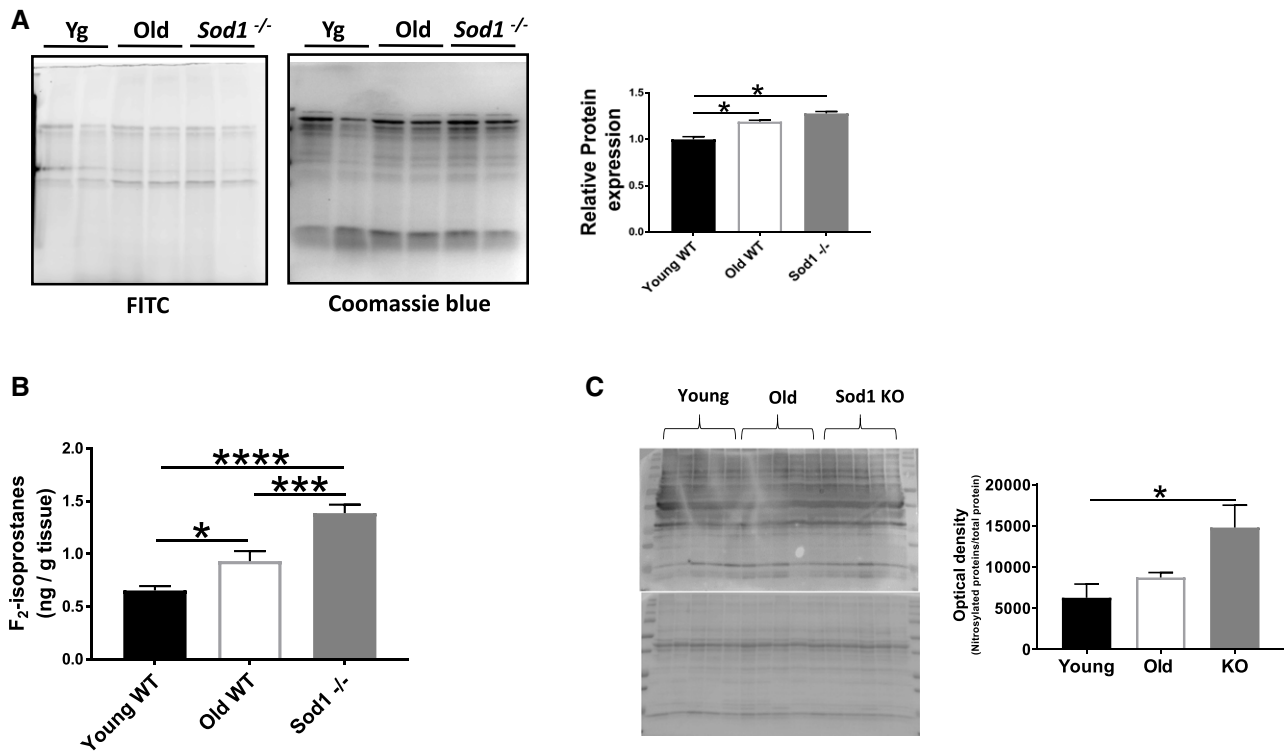 A
Yg Old Sod1 -/-
Yg Old Sod1 -/-
FITC
Coomassie blue
Relative Protein
expression
1.5
1.0
0.5
0.0
* *
Young WT
Old WT
Sod1 -/-
B
F2-isoprostanes
(ng / g tissue)
2.0
1.5
1.0
0.5
0.0
****
***
*
Young WT
Old WT
Sod1 -/-
C
Young Old Sod1 KO
Optical density
(Nitrosylated proteins/total protein)
20000
15000
10000
5000
0
*
Young Old KO